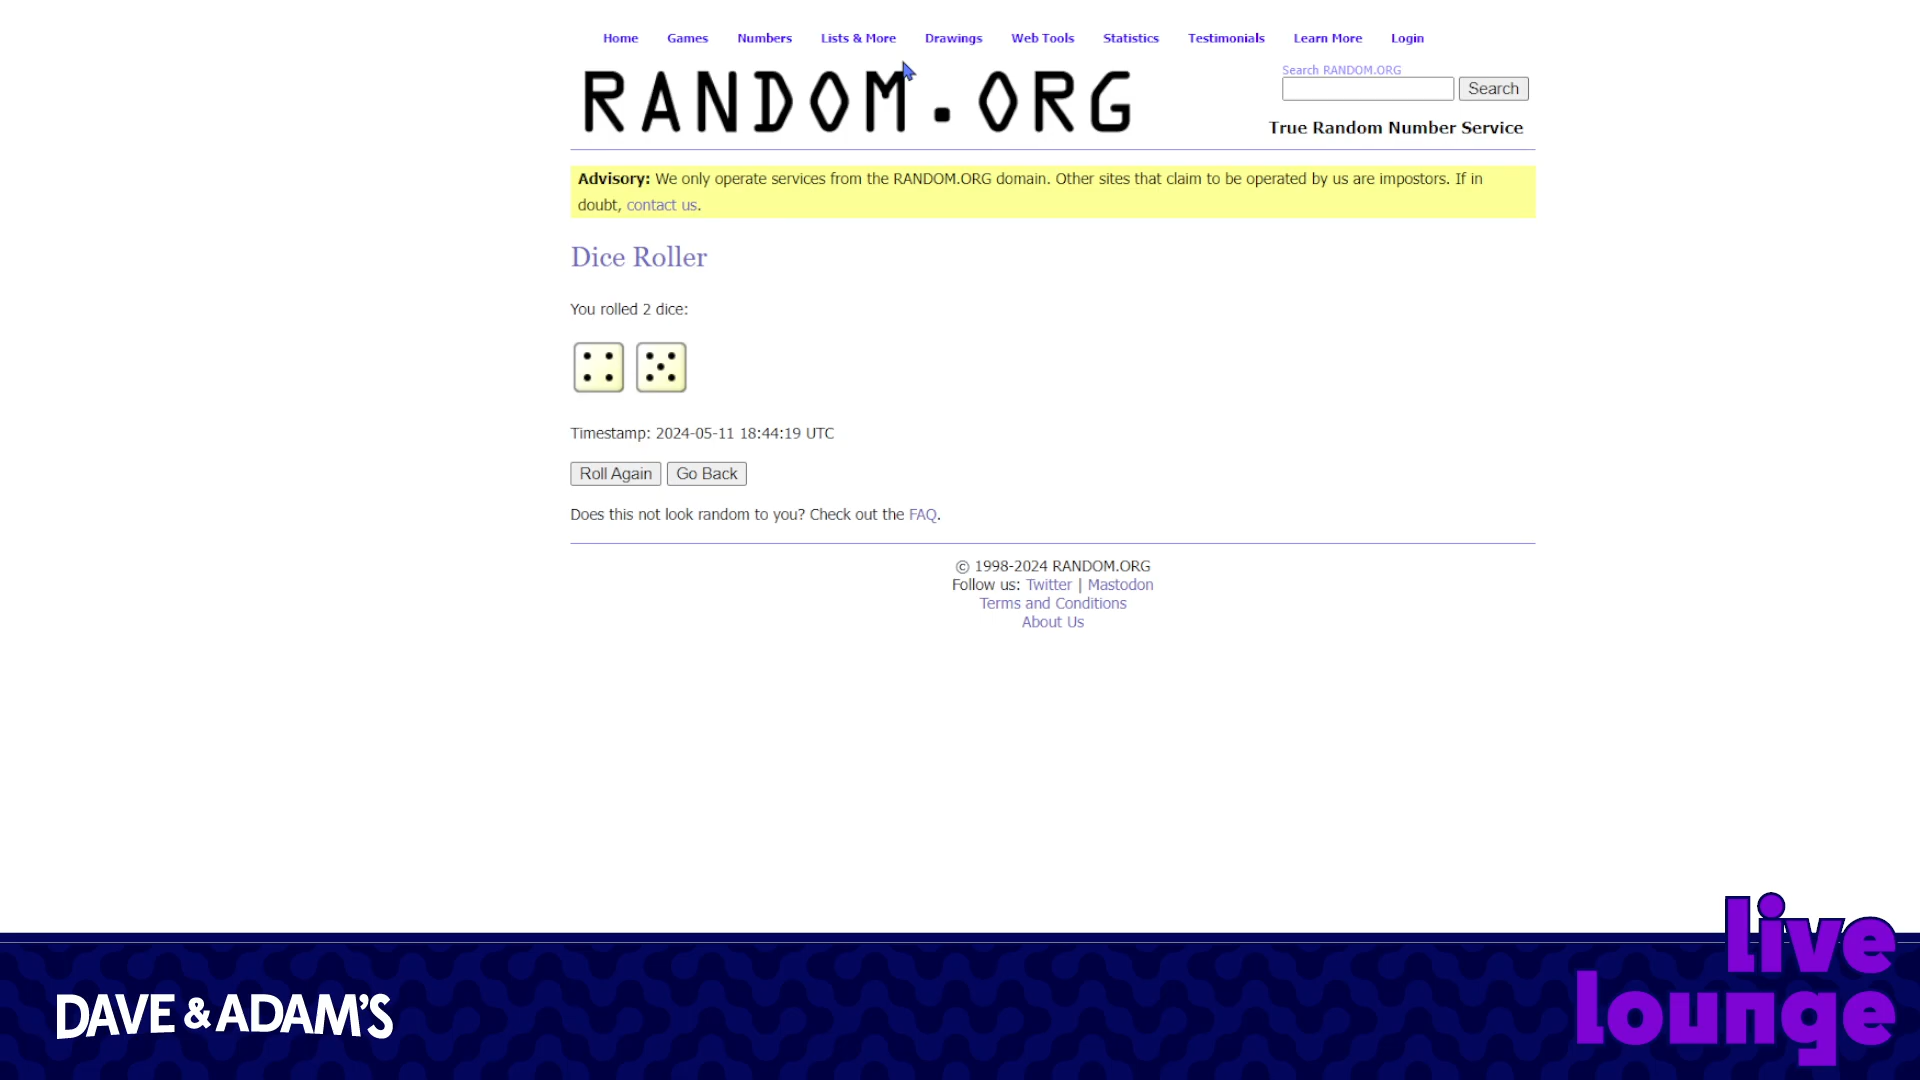 Home Games Numbers Lists & More Drawings Web Tools Statistics Testimonials Learn More Login
RANDOM.ORG
Search RANDOM.ORG
Search
True Random Number Service
Advisory: We only operate services from the RANDOM.ORG domain. Other sites that claim to be operated by us are impostors. If in
doubt, contact us.
Dice Roller
You rolled 2 dice:
Timestamp: 2024-05-11 18:44:19 UTC
Roll Again Go Back
Does this not look random to you? Check out the FAQ.
© 1998-2024 RANDOM.ORG
Follow us: Twitter | Mastodon
Terms and Conditions
About Us
DAVE & ADAM'S
live
lounge